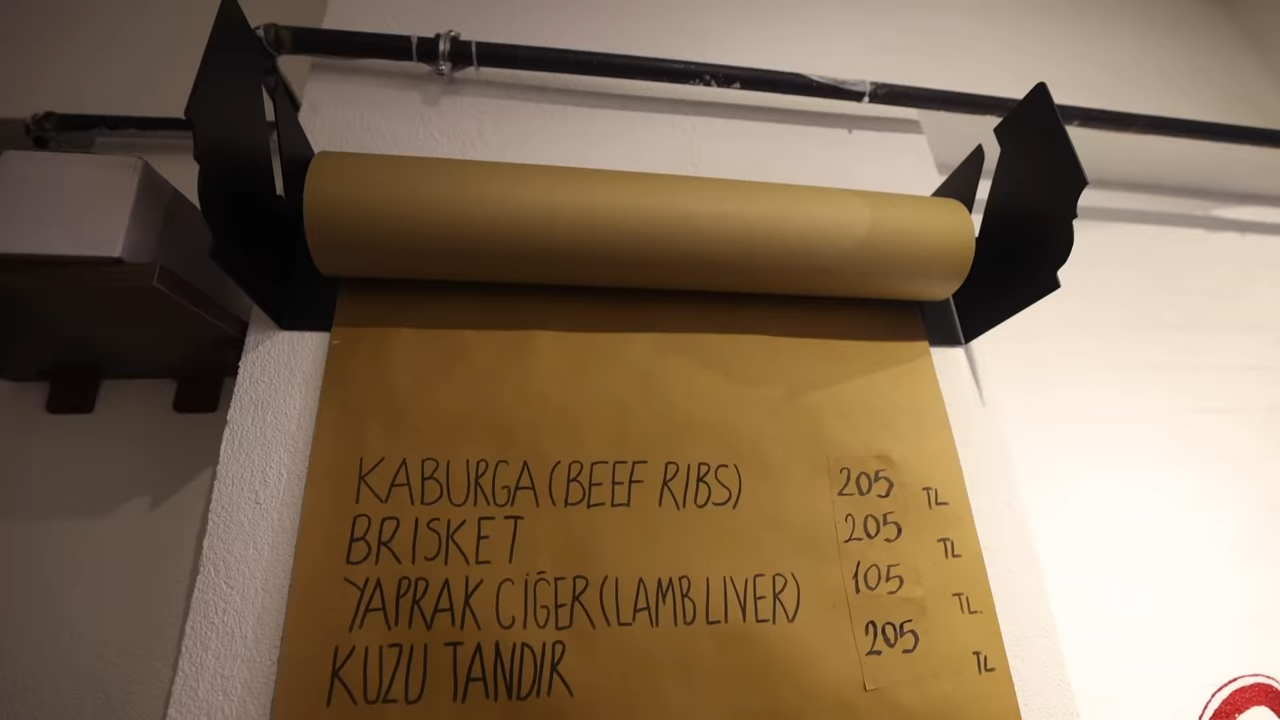 KABURGA (BEEF RIBS) 205 TL
BRISKET 205 TL
YAPRAK CİĞER (LAMB LIVER) 105 TL.
KUZU TANDIR 205 TL